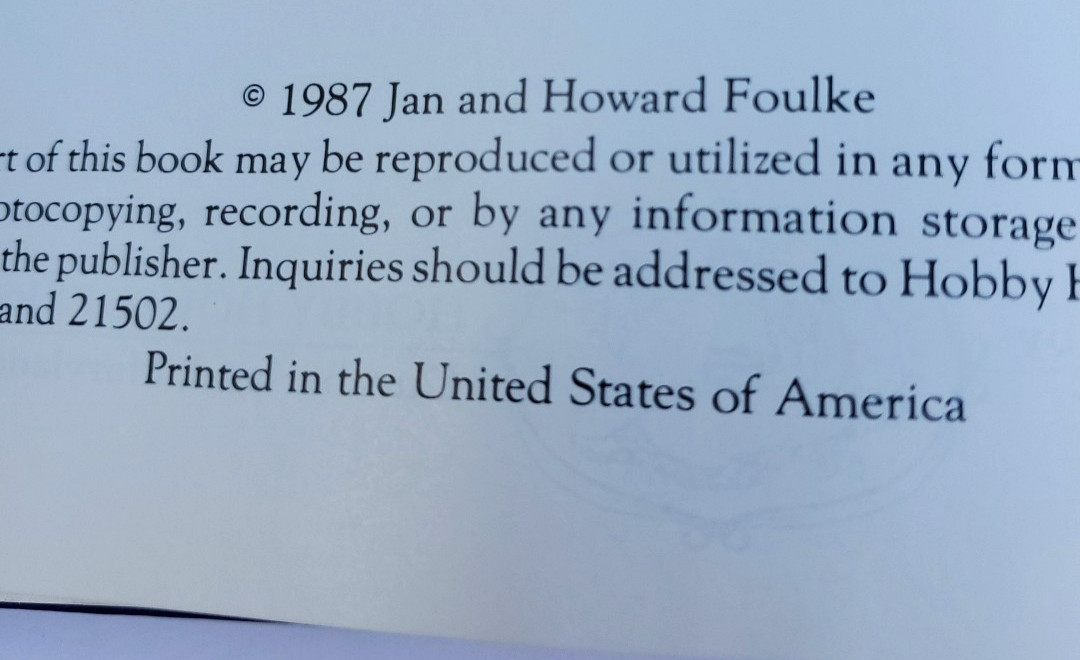 © 1987 Jan and Howard Foulke
rt of this book may be reproduced or utilized in any form
otocopying, recording, or by any information storage
the publisher. Inquiries should be addressed to Hobby H
and 21502.
Printed in the United States of America